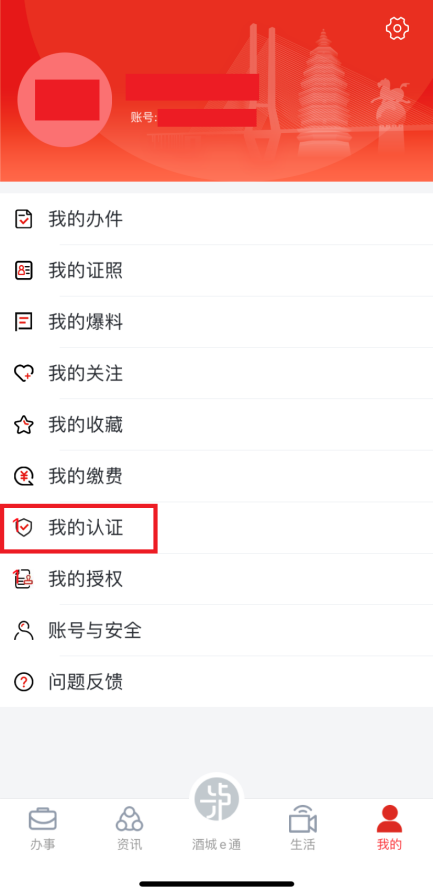 账号:
我的办件
我的证照
我的爆料
我的关注
我的收藏
我的缴费
我的认证
我的授权
账号与安全
问题反馈
办事 资讯 酒城e通 生活 我的